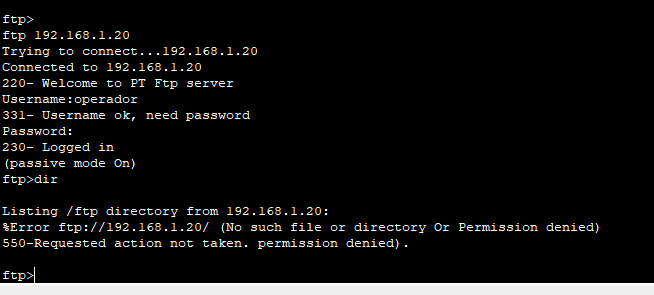 ftp>
ftp 192.168.1.20
Trying to connect...192.168.1.20
Connected to 192.168.1.20
220- Welcome to PT Ftp server
Username:operador
331- Username ok, need password
Password:
230- Logged in
(passive mode On)
ftp>dir
Listing /ftp directory from 192.168.1.20:
%Error ftp://192.168.1.20/ (No such file or directory Or Permission denied)
550-Requested action not taken. permission denied).
ftp>